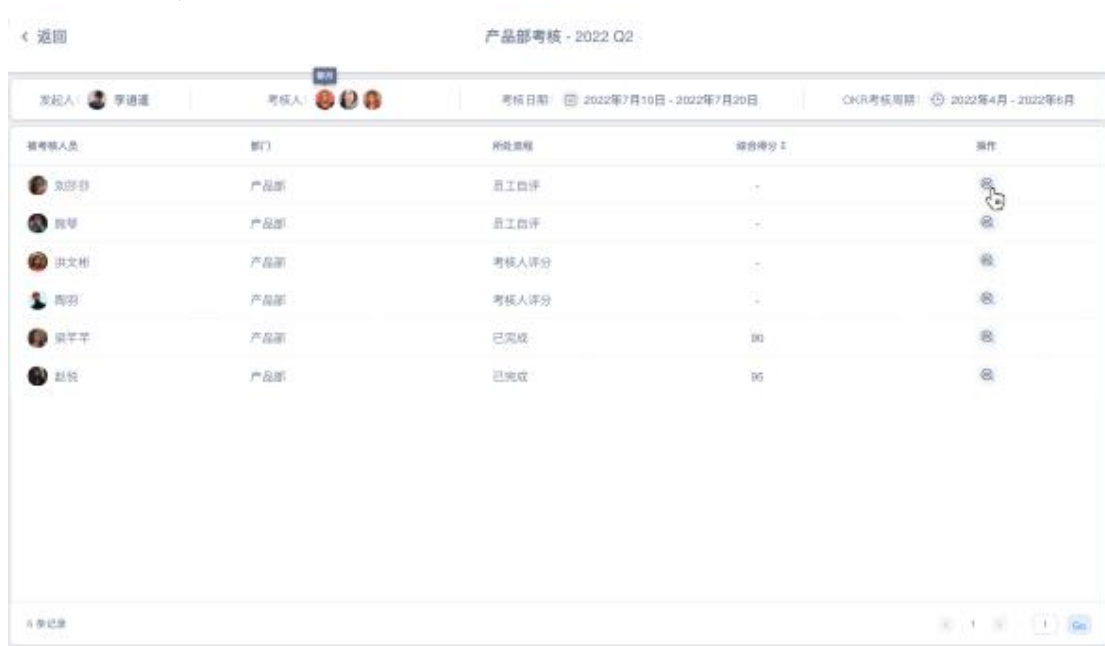 < 返回
产品部考核 - 2022 Q2
发起人: 李逍遥 考核人: 考核日期: 2022年7月10日 - 2022年7月20日 OKR考核周期: 2022年4月 - 2022年6月
被考核人员 部门 所处流程 综合得分 操作
产品部 员工自评 -
产品部 员工自评 -
洪文彬 产品部 考核人评分 -
陶羽 产品部 考核人评分 -
梁芊芊 产品部 已完成 90
赵悦 产品部 已完成 95
6 条记录
< 1 > 1 Go